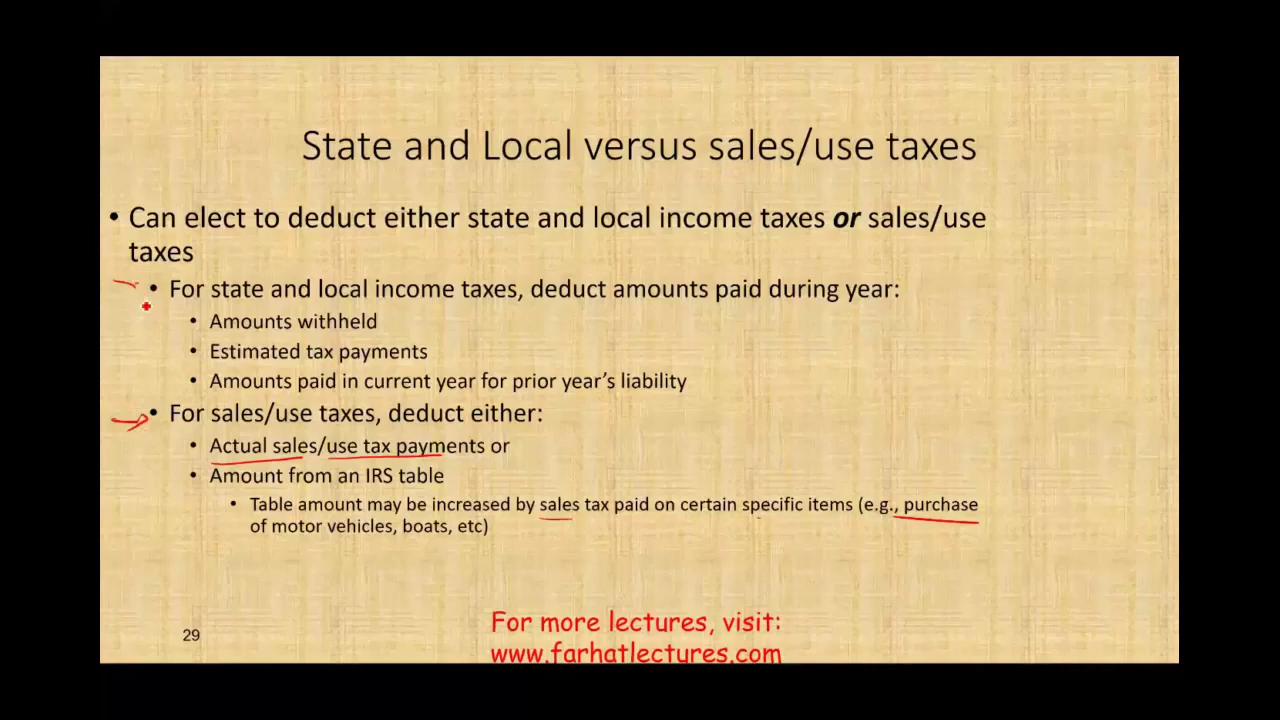 State and Local versus sales/use taxes
• Can elect to deduct either state and local income taxes or sales/use
taxes
• For state and local income taxes, deduct amounts paid during year:
• Amounts withheld
• Estimated tax payments
• Amounts paid in current year for prior year’s liability
• For sales/use taxes, deduct either:
• Actual sales/use tax payments or
• Amount from an IRS table
• Table amount may be increased by sales tax paid on certain specific items (e.g., purchase
of motor vehicles, boats, etc)
29
For more lectures, visit:
www.farhatlectures.com